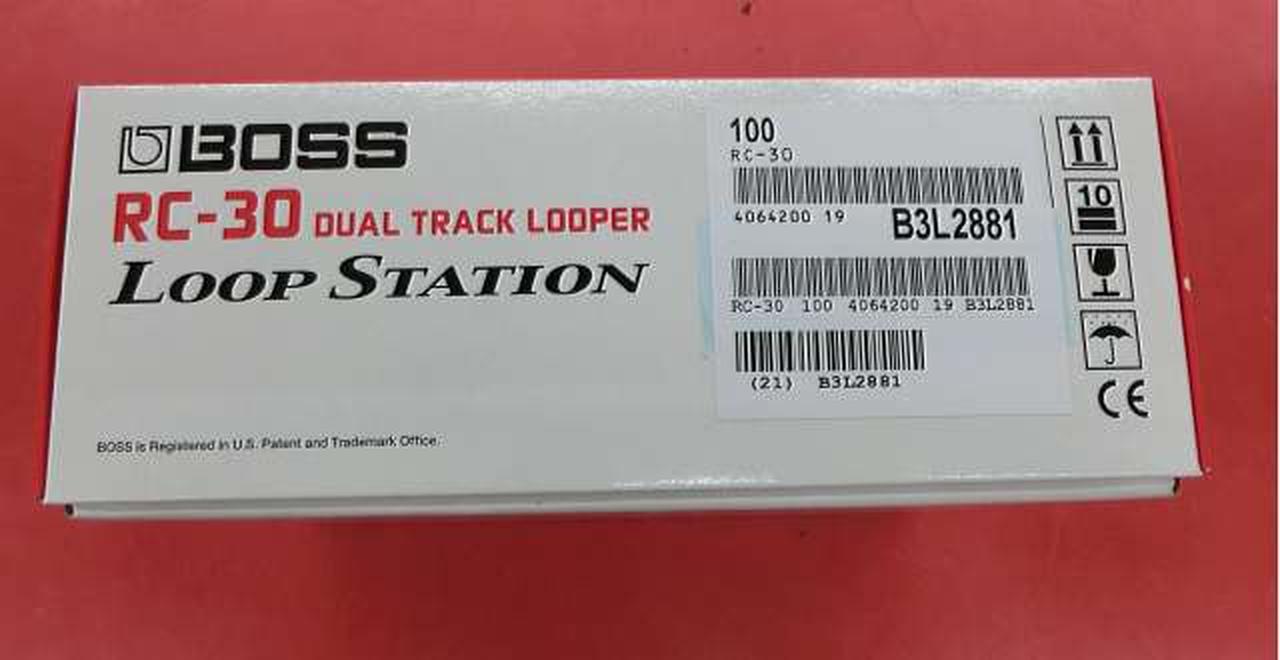 BOSS
RC-30 DUAL TRACK LOOPER
LOOP STATION
BOSS is Registered in U.S. Patent and Trademark Office.
100
RC-30
4064200 19 B3L2881
RC-30 100 4064200 19 B3L2881
(21) B3L2881
10
CE